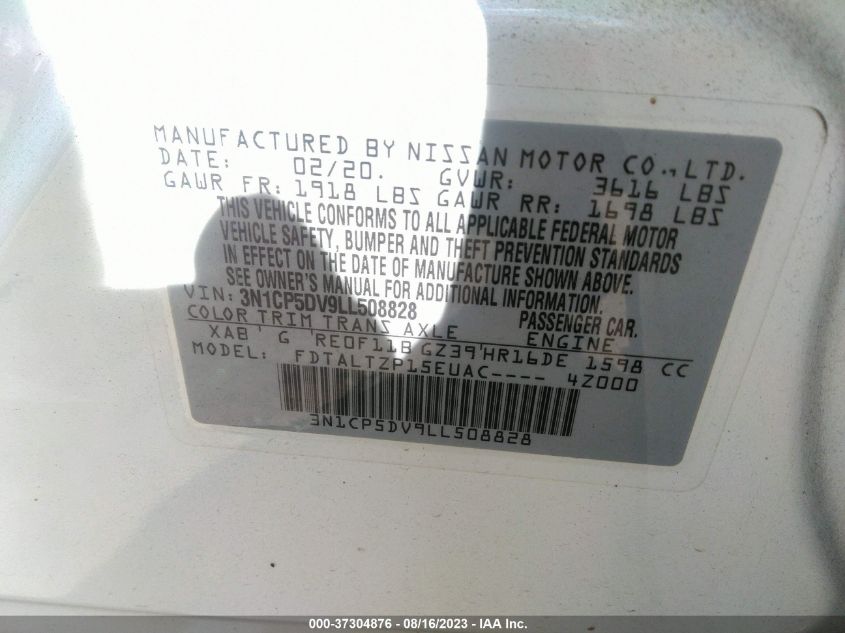 MANUFACTURED BY NISSAN MOTOR CO., LTD.
DATE: 02/20. GVWR: 3616 LBS
GAWR FR: 1918 LBS GAWR RR: 1698 LBS
THIS VEHICLE CONFORMS TO ALL APPLICABLE FEDERAL MOTOR
VEHICLE SAFETY, BUMPER AND THEFT PREVENTION STANDARDS
IN EFFECT ON THE DATE OF MANUFACTURE SHOWN ABOVE.
SEE OWNER'S MANUAL FOR ADDITIONAL INFORMATION.
VIN: 3N1CP5DV9LL508828 PASSENGER CAR.
COLOR TRIM TRANS AXLE ENGINE
XAB' G 'RE0F11B GZ39'HR16DE 1598 CC
MODEL: FDTALTZP15EUAC---- 4Z000
3N1CP5DV9LL508828
000-37304876 - 08/16/2023 - IAA Inc.